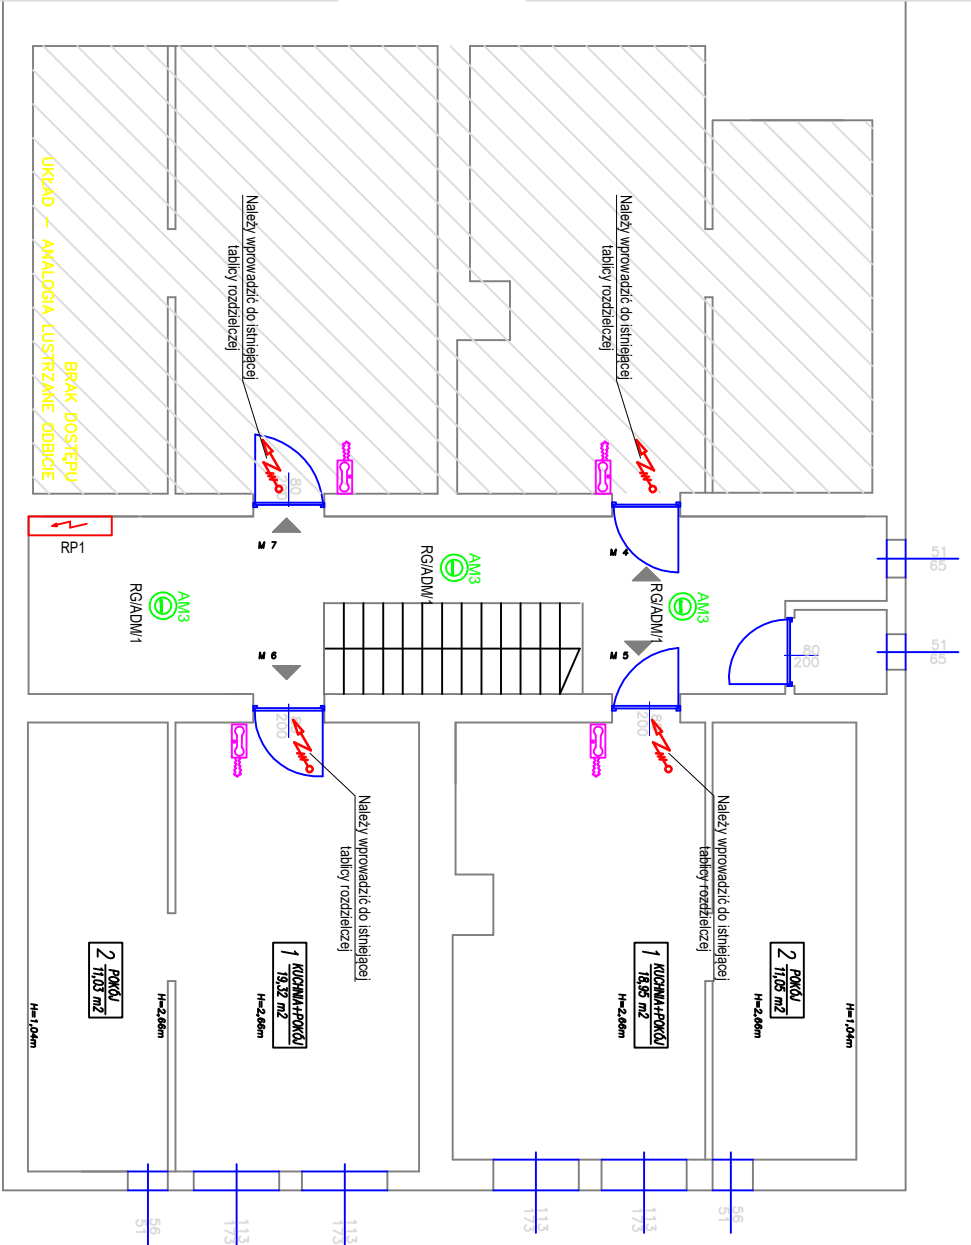 UKŁAD - ANALOGIA LUSTRZANE ODBICIE
BRAK DOSTĘPU
Należy wprowadzić do istniejącej
tablicy rozdzielczej
Należy wprowadzić do istniejącej
tablicy rozdzielczej
80
80
200
RP1
M 7
M 4
M 6
M 5
AM3
RG/ADM/1
AM3
RG/ADM/1
AM3
RG/ADM/1
51
65
51
65
80
200
200
Należy wprowadzić do istniejącej
tablicy rozdzielczej
Należy wprowadzić do istniejącej
tablicy rozdzielczej
2 POKÓJ
11,03 m2
1 KUCHNIA+POKÓJ
19,32 m2
1 KUCHNIA+POKÓJ
18,95 m2
2 POKÓJ
11,05 m2
H=1,04m
H=2,66m
H=2,66m
H=2,66m
H=2,66m
H=1,04m
56
51
113
173
113
173
113
173
113
173
56
51